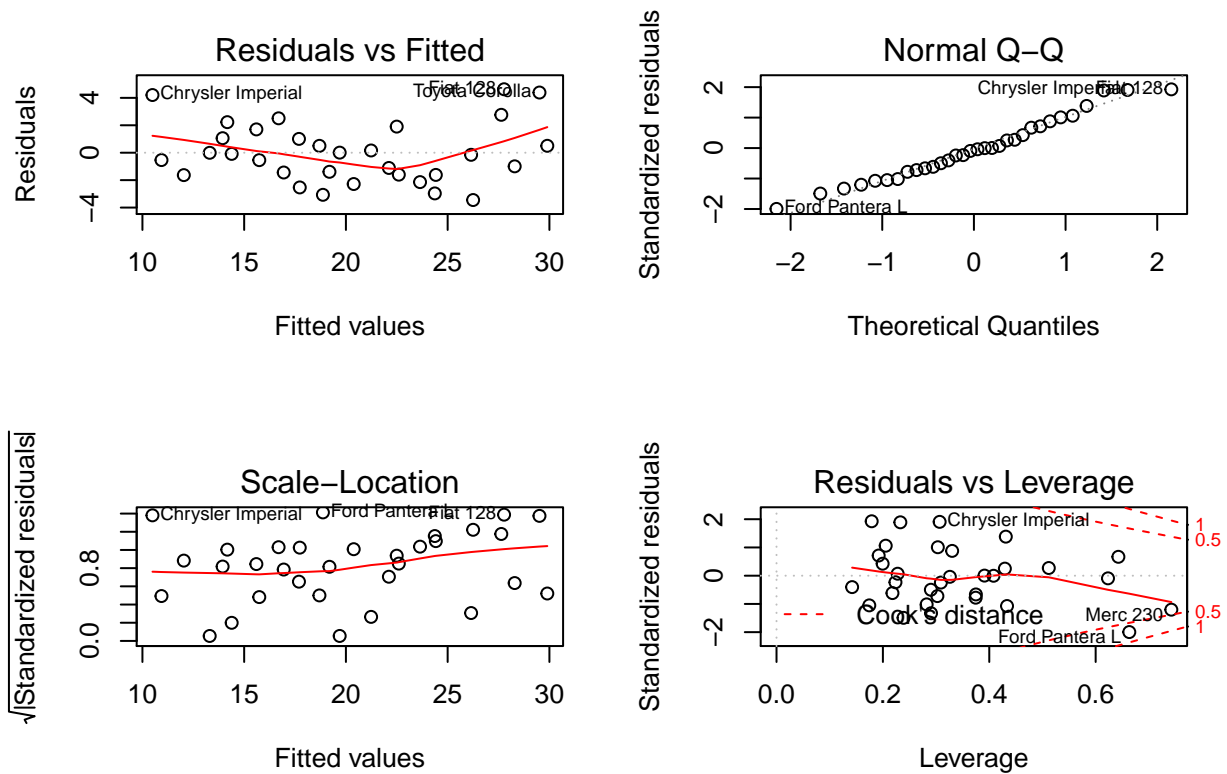 Residuals vs Fitted
Residuals
4
0
−4
Chrysler Imperial
Fiat 128
Toyota Corolla
10 15 20 25 30
Fitted values
Normal Q−Q
Standardized residuals
2
0
−2
Chrysler Imperial
Fiat 128
Ford Pantera L
−2 −1 0 1 2
Theoretical Quantiles
Scale−Location
√|Standardized residuals|
0.8
0.0
Chrysler Imperial
Ford Pantera L
Fiat 128
10 15 20 25 30
Fitted values
Residuals vs Leverage
Standardized residuals
2
0
−2
Chrysler Imperial
Cook's distance
Merc 230
Ford Pantera L
1
0.5
0.5
1
0.0 0.2 0.4 0.6
Leverage